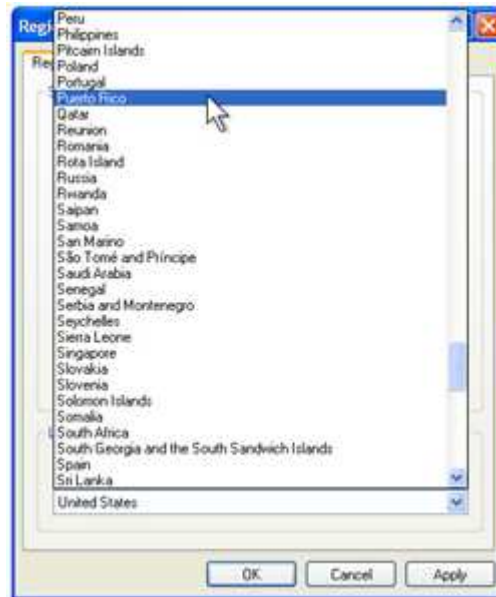 Regi
Peru
Philippines
Pitcairn Islands
Poland
Portugal
Puerto Rico
Qatar
Reunion
Romania
Rota Island
Russia
Rwanda
Saipan
Samoa
San Marino
São Tomé and Príncipe
Saudi Arabia
Senegal
Serbia and Montenegro
Seychelles
Sierra Leone
Singapore
Slovakia
Slovenia
Solomon Islands
Somalia
South Africa
South Georgia and the South Sandwich Islands
Spain
Sri Lanka
United States
OK Cancel Apply